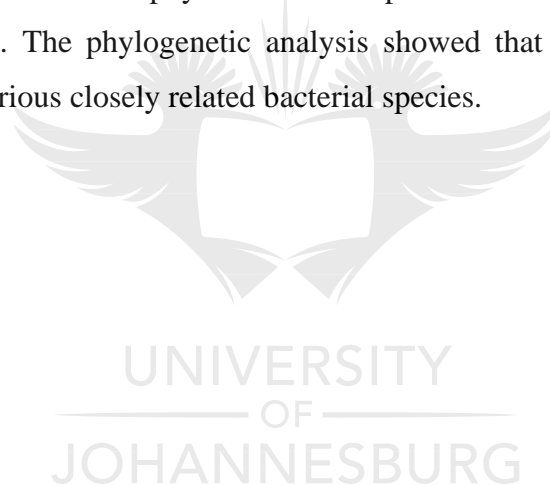 . The phylogenetic analysis showed that
rious closely related bacterial species.
UNIVERSITY
OF
JOHANNESBURG